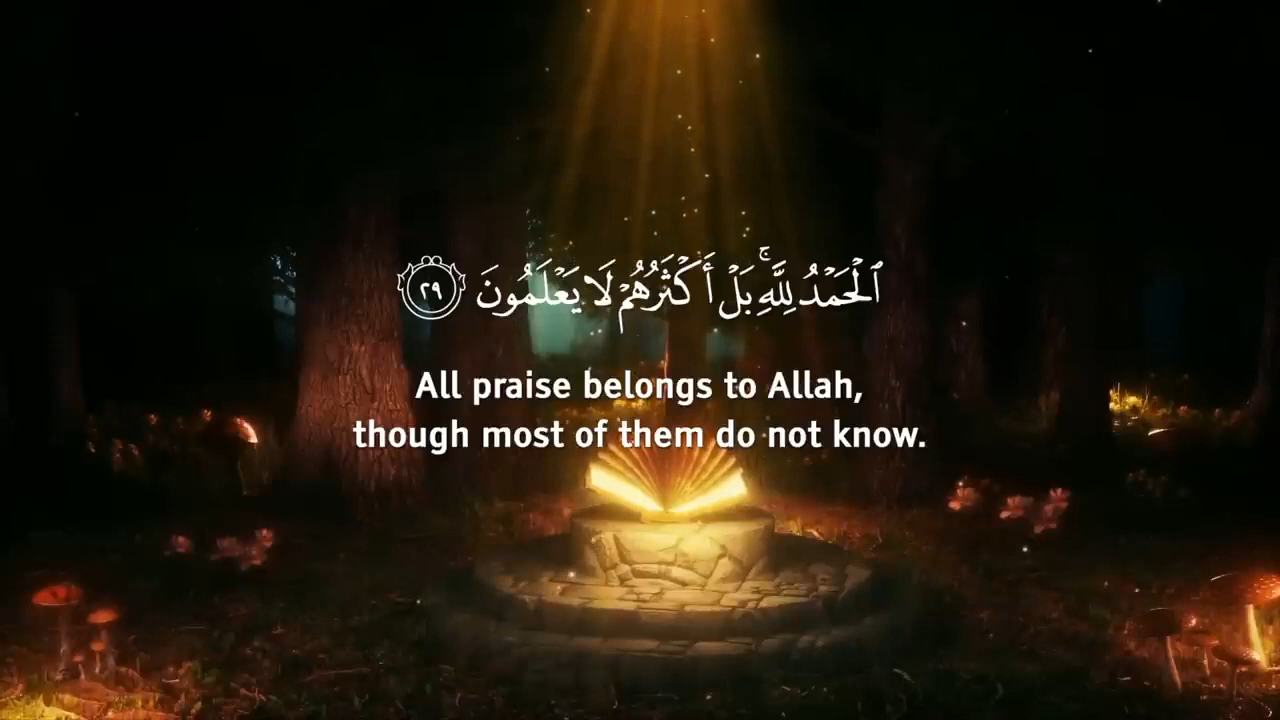 ٱلْحَمْدُ لِلَّهِ ۚ بَلْ أَكْثَرُهُمْ لَا يَعْلَمُونَ ٢٩
All praise belongs to Allah,
though most of them do not know.